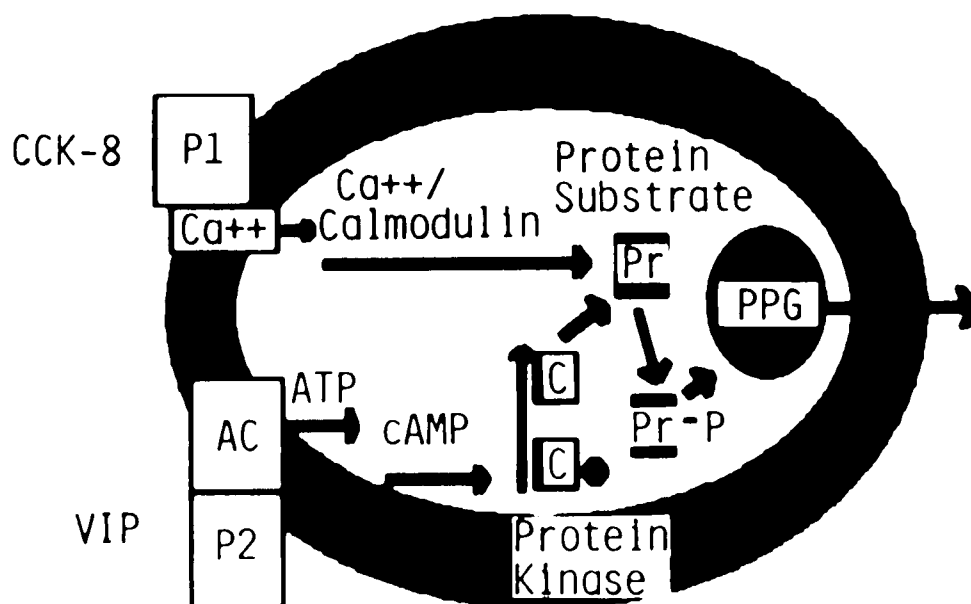 CCK-8
P1
Ca++
Ca++/
Calmodulin
Protein
Substrate
Pr
PPG
ATP
AC
cAMP
C
C
Pr-P
VIP
P2
Protein
Kinase